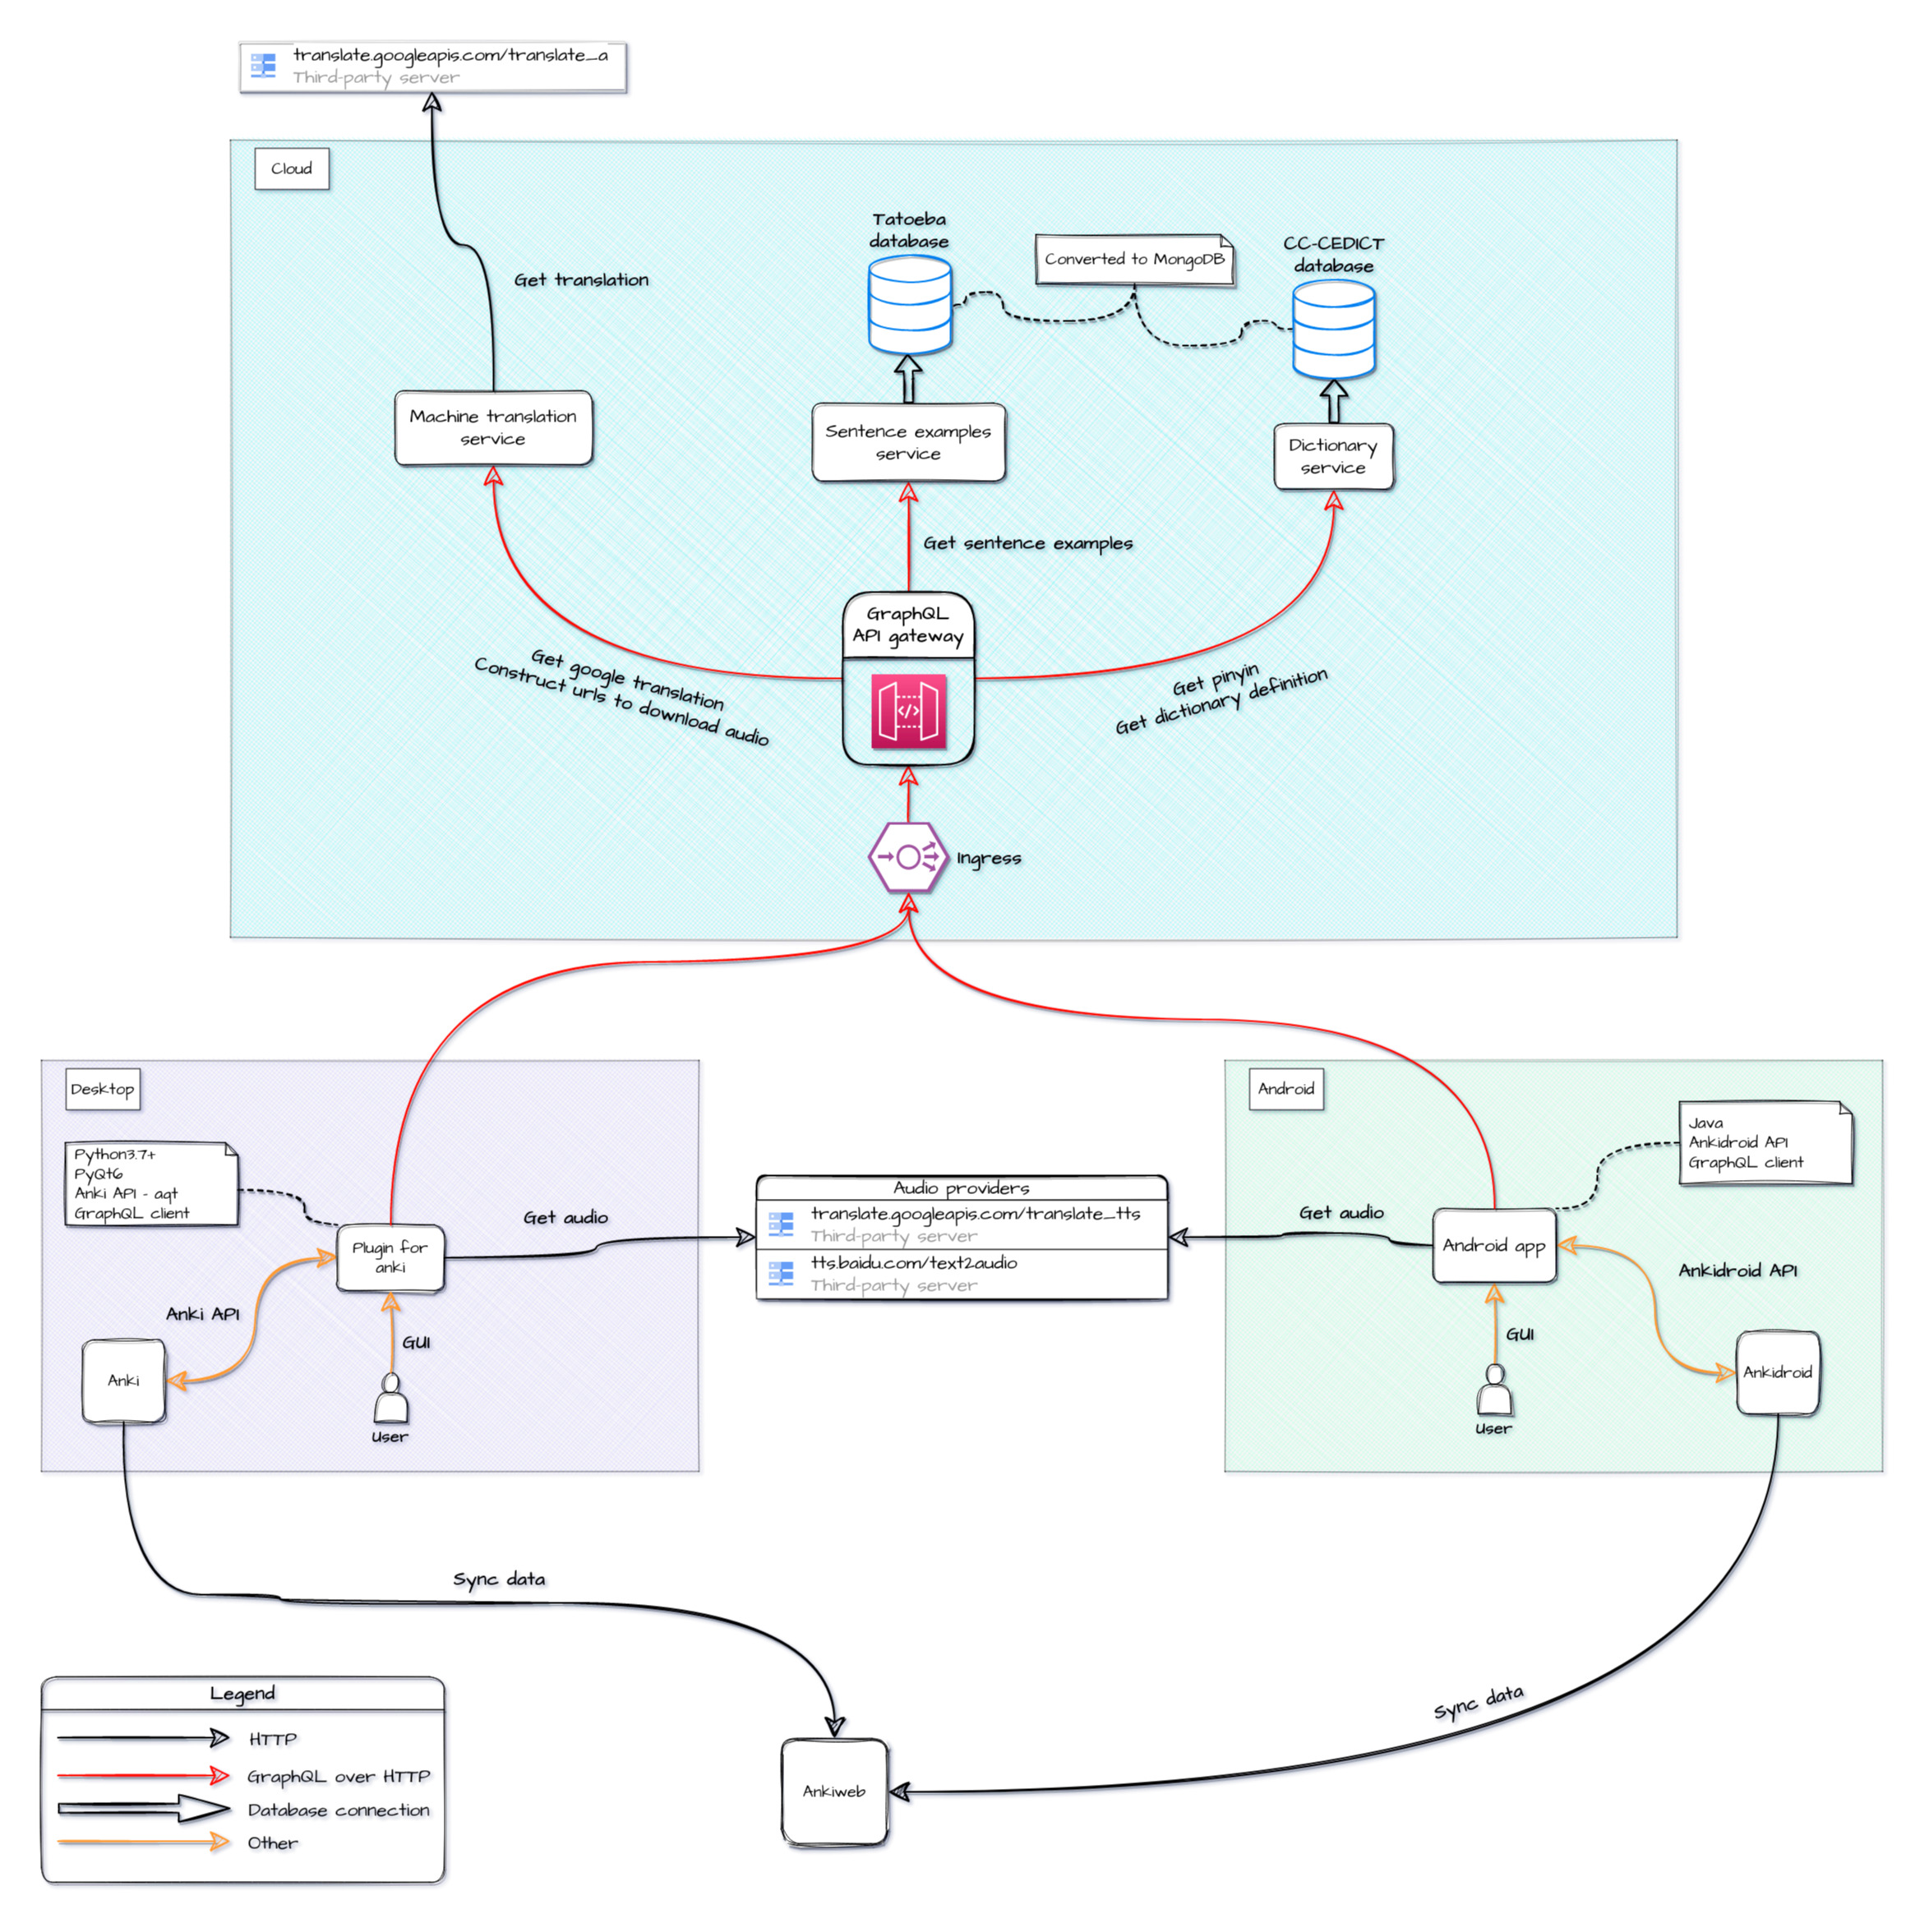 translate.googleapis.com/translate_a
Third-party server
Cloud
Tatoeba
database
Converted to MongoDB
CC-CEDICT
database
Get translation
Machine translation
service
Sentence examples
service
Dictionary
service
Get sentence examples
GraphQL
API gateway
Get google translation
Construct urls to download audio
Get pinyin
Get dictionary definition
Ingress
Desktop
Python3.7+
PyQt6
Anki API - aqt
GraphQL client
Plugin for
anki
Get audio
Anki API
GUI
Anki
User
Audio providers
translate.googleapis.com/translate_tts
Third-party server
tts.baidu.com/text2audio
Third-party server
Android
Java
Ankidroid API
GraphQL client
Get audio
Android app
Ankidroid API
GUI
Ankidroid
User
Sync data
Sync data
Ankiweb
Legend
HTTP
GraphQL over HTTP
Database connection
Other